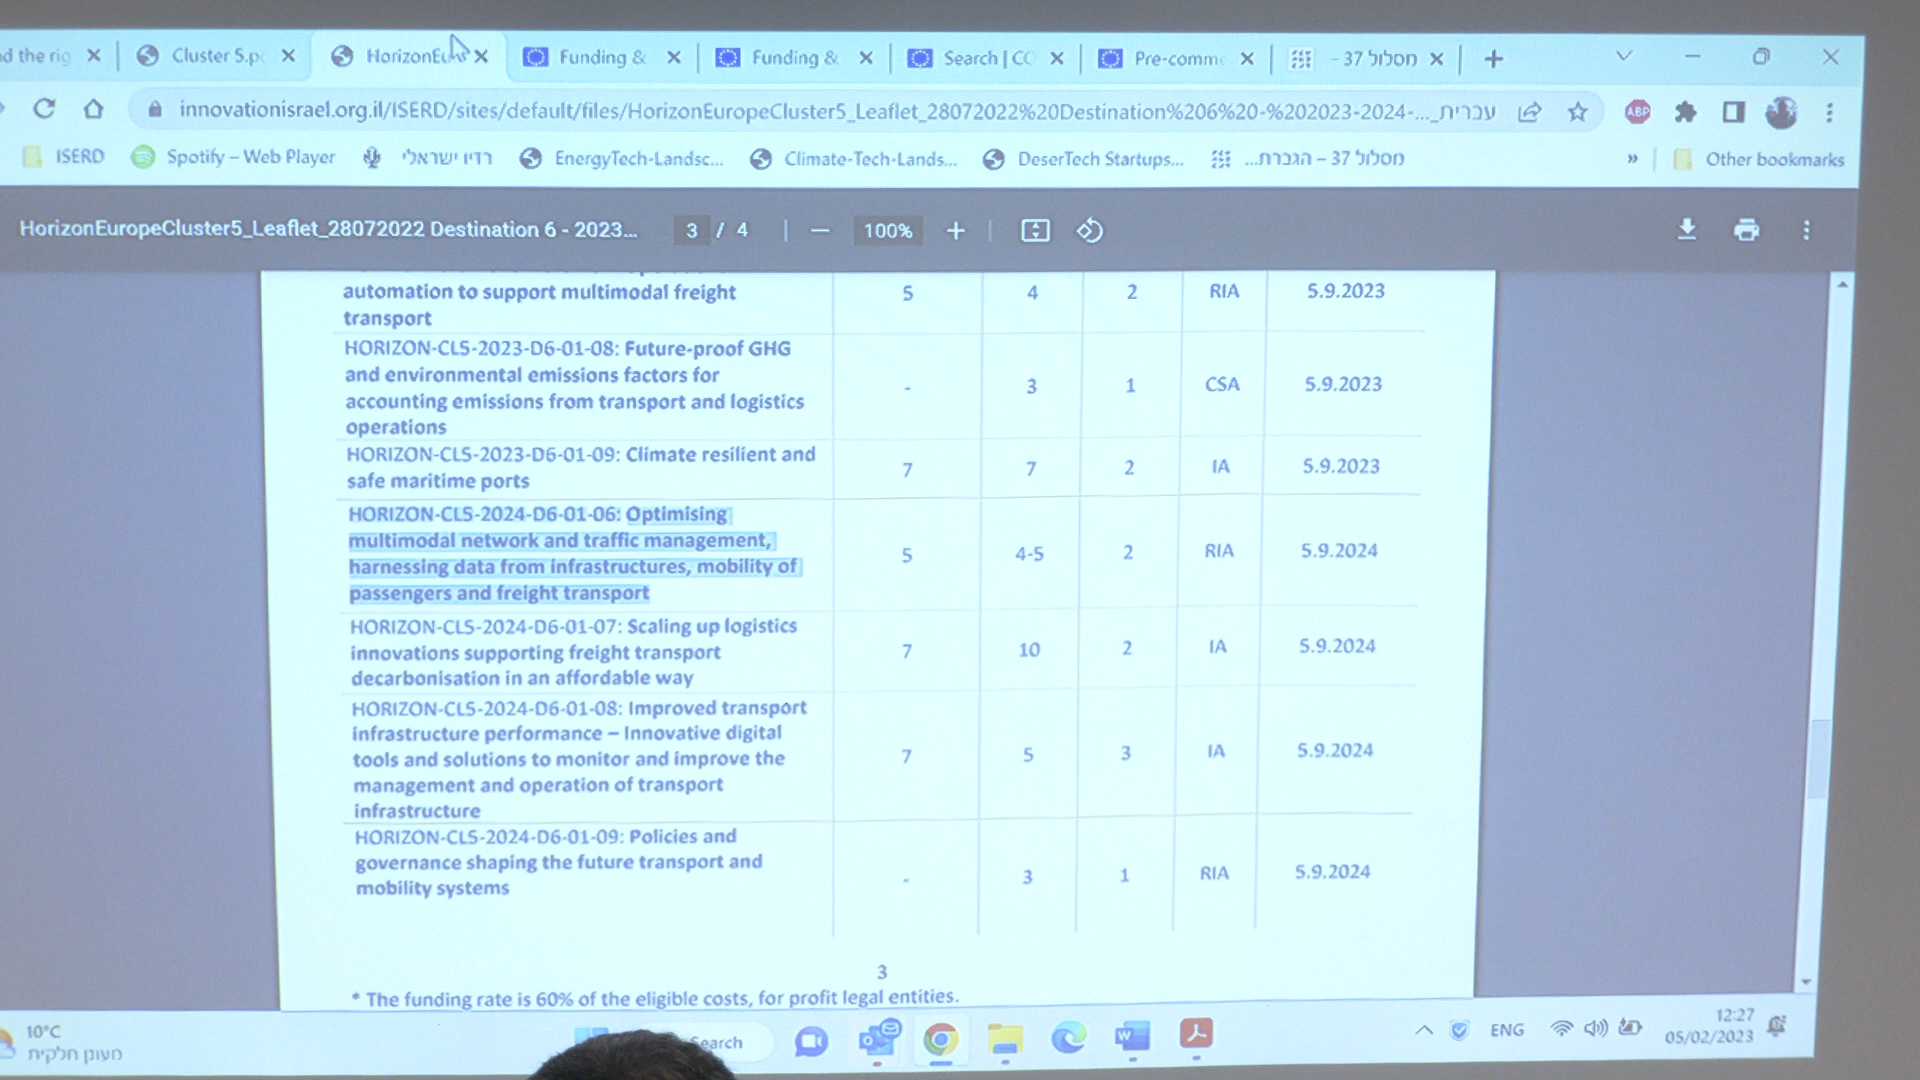 d the rig
Cluster 5.p
HorizonEu
Funding &
Funding &
Search | CO
Pre-comme
מסלול 37 -
innovationisrael.org.il/ISERD/sites/default/files/HorizonEuropeCluster5_Leaflet_28072022%20Destination%206%20-%202023-2024-..._עברית
ABP
ISERD
Spotify – Web Player
רדיו ישראלי
EnergyTech-Landsc...
Climate-Tech-Lands...
DeserTech Startups...
מסלול 37 – הגברת...
»
Other bookmarks
HorizonEuropeCluster5_Leaflet_28072022 Destination 6 - 2023...
3 / 4
100%
automation to support multimodal freight
transport
5 4 2 RIA 5.9.2023
HORIZON-CL5-2023-D6-01-08: Future-proof GHG
and environmental emissions factors for
accounting emissions from transport and logistics
operations
- 3 1 CSA 5.9.2023
HORIZON-CL5-2023-D6-01-09: Climate resilient and
safe maritime ports
7 7 2 IA 5.9.2023
HORIZON-CL5-2024-D6-01-06: Optimising
multimodal network and traffic management,
harnessing data from infrastructures, mobility of
passengers and freight transport
5 4-5 2 RIA 5.9.2024
HORIZON-CL5-2024-D6-01-07: Scaling up logistics
innovations supporting freight transport
decarbonisation in an affordable way
7 10 2 IA 5.9.2024
HORIZON-CL5-2024-D6-01-08: Improved transport
infrastructure performance – Innovative digital
tools and solutions to monitor and improve the
management and operation of transport
infrastructure
7 5 3 IA 5.9.2024
HORIZON-CL5-2024-D6-01-09: Policies and
governance shaping the future transport and
mobility systems
- 3 1 RIA 5.9.2024
3
* The funding rate is 60% of the eligible costs, for profit legal entities.
10°C
מעונן חלקית
Search
ENG
12:27
05/02/2023